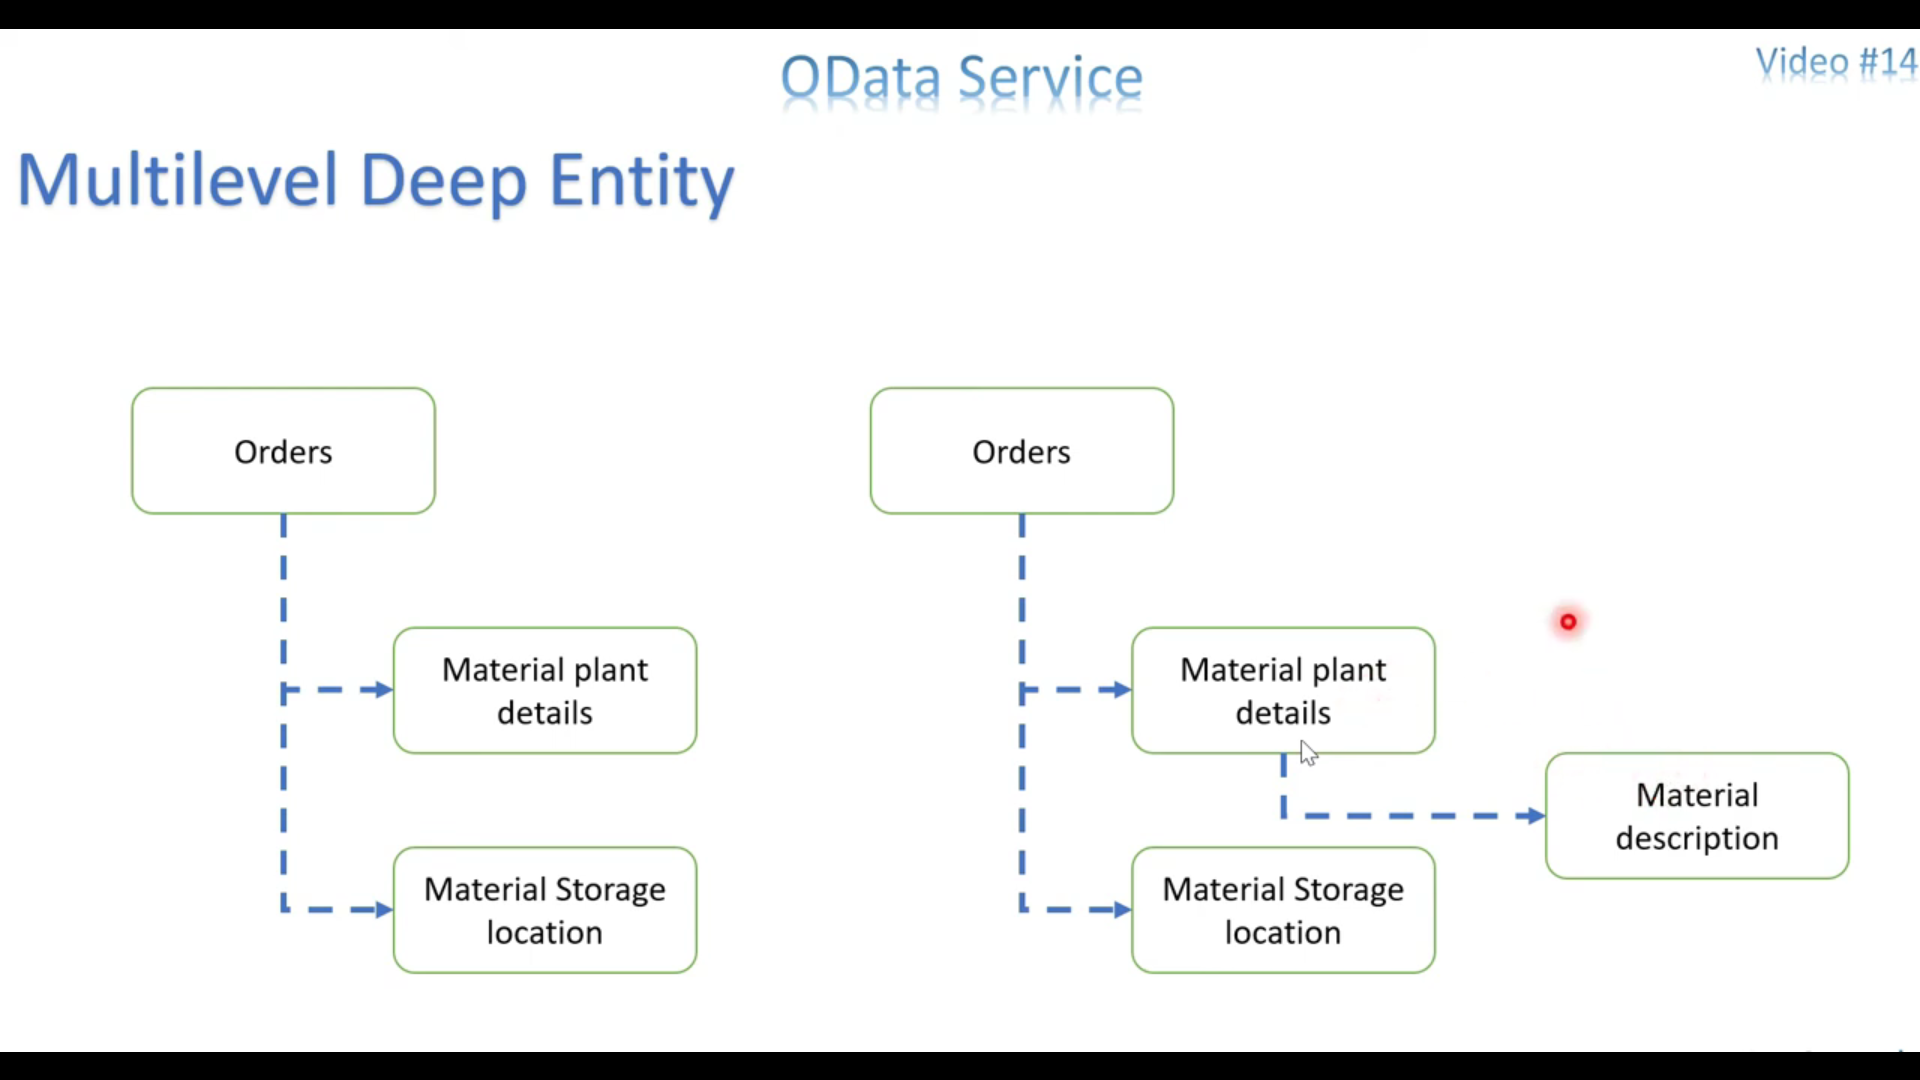 OData Service
Video #14
Multilevel Deep Entity
Orders
Material plant
details
Material Storage
location
Orders
Material plant
details
Material
description
Material Storage
location